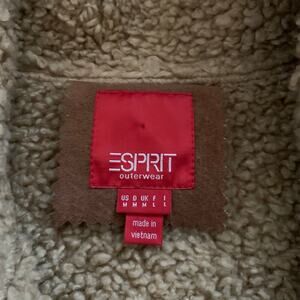 ESPRIT
outerwear
US D UK F I
M M M L L
made in
vietnam